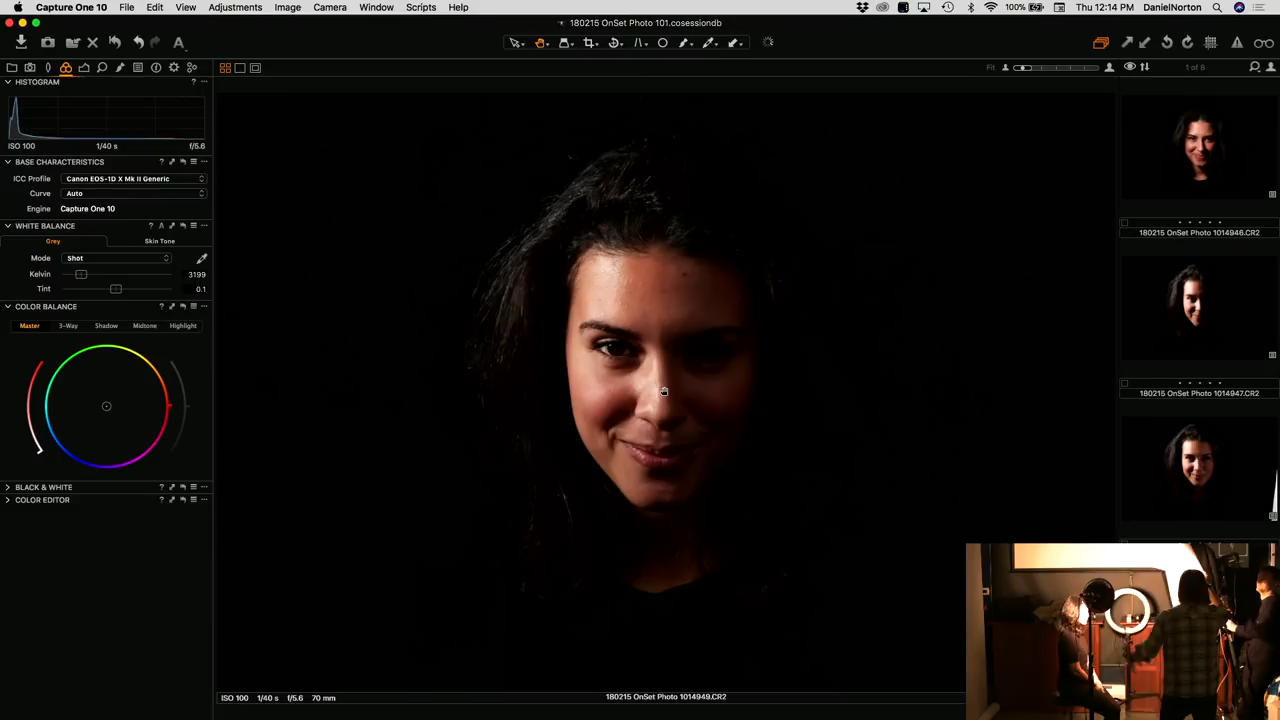 Capture One 10 File Edit View Adjustments Image Camera Window Scripts Help 100% Thu 12:14 PM DanielNorton
180215 OnSet Photo 101.cosessiondb
Fit 1 of 8
HISTOGRAM ? ...
ISO 100 1/40 s f/5.6
BASE CHARACTERISTICS ? ...
ICC Profile Canon EOS-1D X Mk II Generic
Curve Auto
Engine Capture One 10
WHITE BALANCE ? A ...
Grey Skin Tone
Mode Shot
Kelvin 3199
Tint 0.1
COLOR BALANCE ? ...
Master 3-Way Shadow Midtone Highlight
BLACK & WHITE ? ...
COLOR EDITOR ? ...
180215 OnSet Photo 1014946.CR2
180215 OnSet Photo 1014947.CR2
ISO 100 1/40 s f/5.6 70 mm 180215 OnSet Photo 1014949.CR2